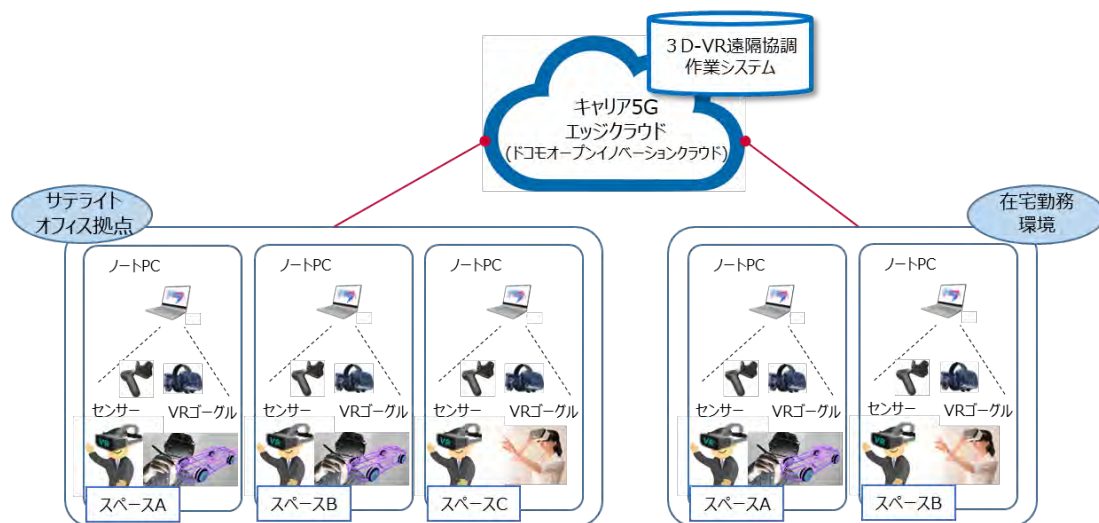 ３D-VR遠隔協調
作業システム
キャリア5G
エッジクラウド
(ドコモオープンイノベーションクラウド)
サテライト
オフィス拠点
在宅勤務
環境
ノートPC
センサー
VRゴーグル
VR
スペースA
ノートPC
センサー
VRゴーグル
VR
スペースB
ノートPC
センサー
VRゴーグル
VR
スペースC
ノートPC
センサー
VRゴーグル
VR
スペースA
ノートPC
センサー
VRゴーグル
VR
スペースB